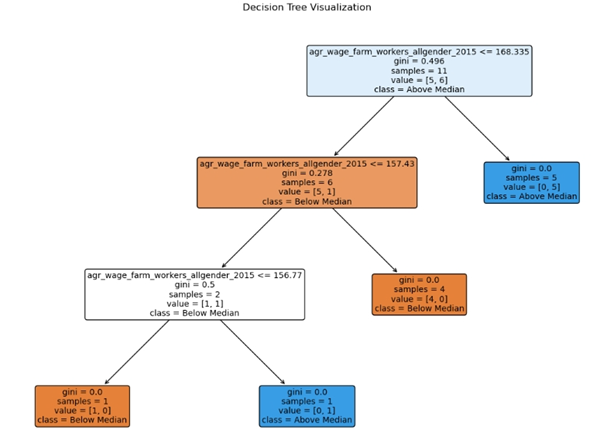 Decision Tree Visualization
agr_wage_farm_workers_allgender_2015 <= 168.335
gini = 0.496
samples = 11
value = [5, 6]
class = Above Median
agr_wage_farm_workers_allgender_2015 <= 157.43
gini = 0.278
samples = 6
value = [5, 1]
class = Below Median
gini = 0.0
samples = 5
value = [0, 5]
class = Above Median
agr_wage_farm_workers_allgender_2015 <= 156.77
gini = 0.5
samples = 2
value = [1, 1]
class = Below Median
gini = 0.0
samples = 4
value = [4, 0]
class = Below Median
gini = 0.0
samples = 1
value = [1, 0]
class = Below Median
gini = 0.0
samples = 1
value = [0, 1]
class = Above Median